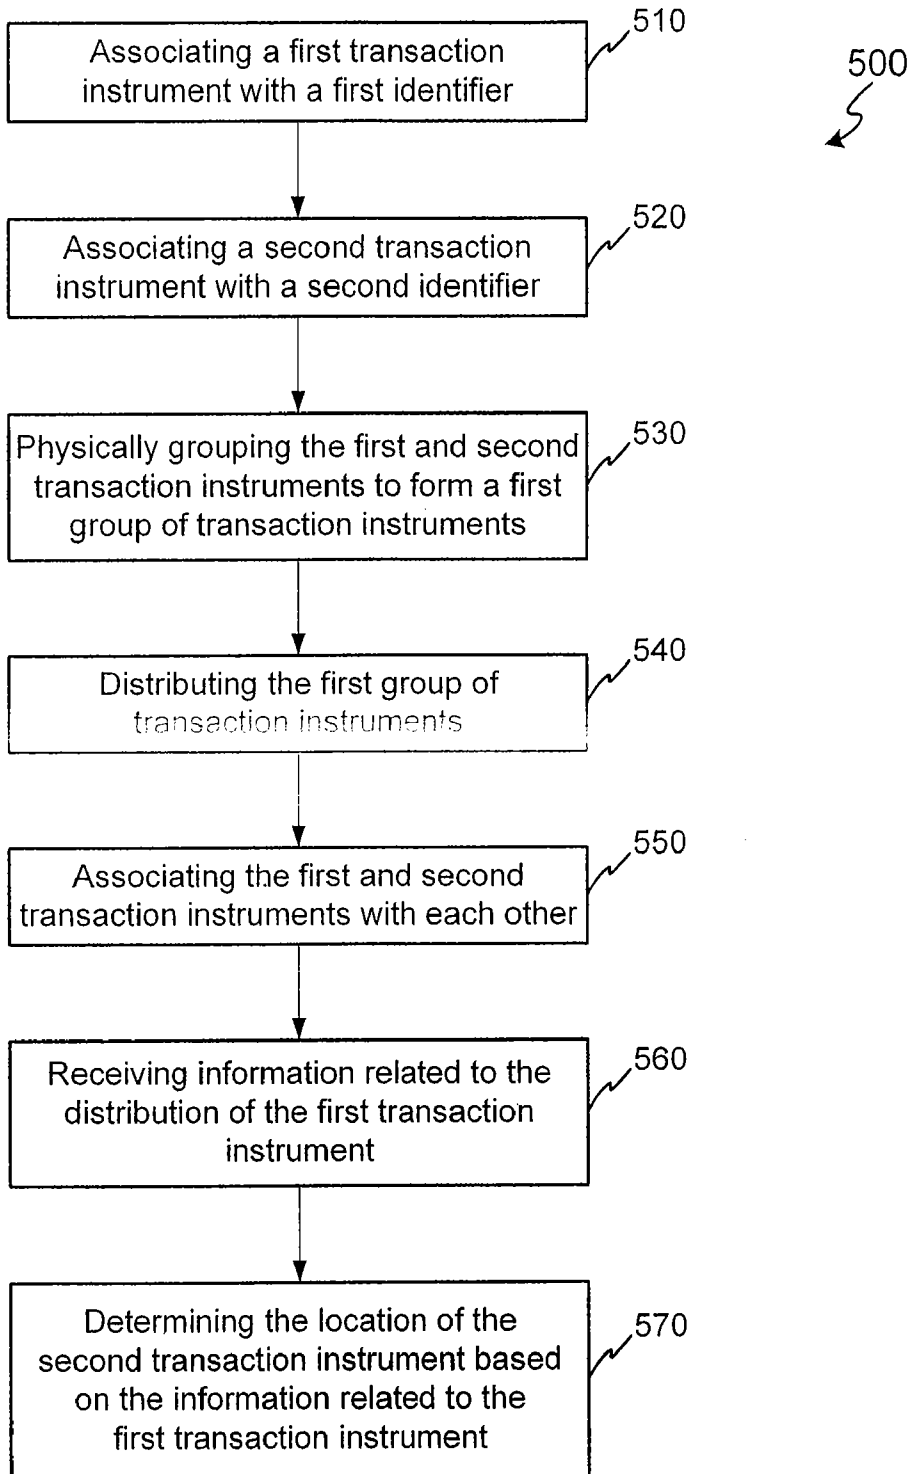 510
Associating a first transaction
instrument with a first identifier
500
520
Associating a second transaction
instrument with a second identifier
530
Physically grouping the first and second
transaction instruments to form a first
group of transaction instruments
540
Distributing the first group of
transaction instruments
550
Associating the first and second
transaction instruments with each other
560
Receiving information related to the
distribution of the first transaction
instrument
570
Determining the location of the
second transaction instrument based
on the information related to the
first transaction instrument